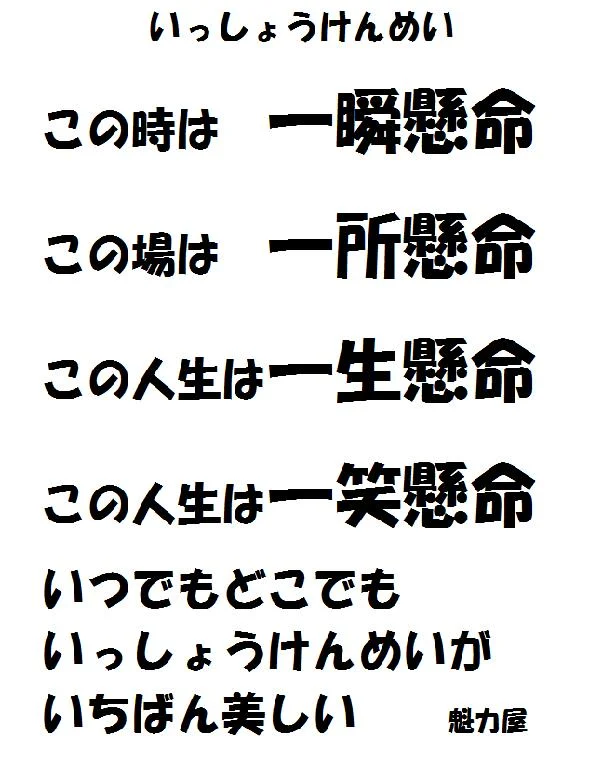 いっしょうけんめい
この時は　一瞬懸命
この場は　一所懸命
この人生は一生懸命
この人生は一笑懸命
いつでもどこでも
いっしょうけんめいが
いちばん美しい　魁力屋